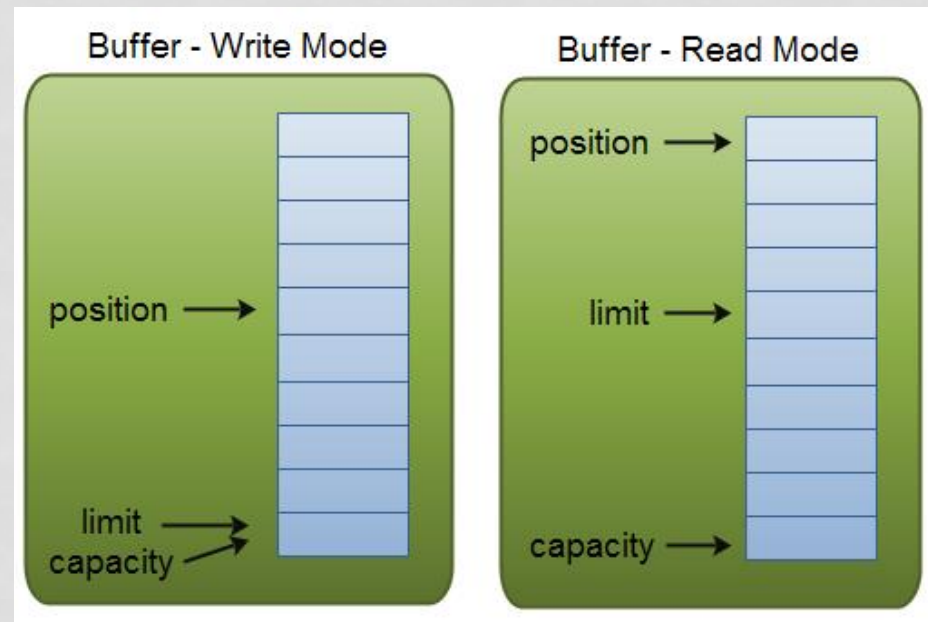 Buffer - Write Mode
position
limit
capacity
Buffer - Read Mode
position
limit
capacity